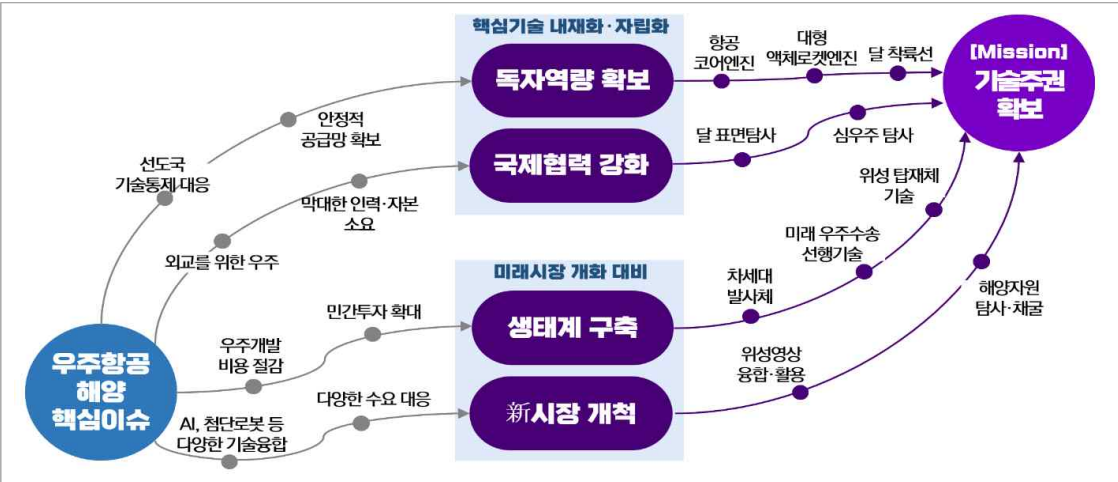 핵심기술 내재화·자립화
독자역량 확보
국제협력 강화
항공
코어엔진
대형
액체로켓엔진
달 착륙선
[Mission]
기술주권
확보
안정적
공급망 확보
선도국
기술통제 대응
막대한 인력·자본
소요
외교를 위한 우주
달 표면탐사
심우주 탐사
위성 탑재체
기술
미래 우주수송
선행기술
차세대
발사체
해양자원
탐사·채굴
위성영상
융합·활용
미래시장 개화 대비
생태계 구축
新시장 개척
민간투자 확대
우주개발
비용 절감
다양한 수요 대응
AI, 첨단로봇 등
다양한 기술융합
우주항공
해양
핵심이슈